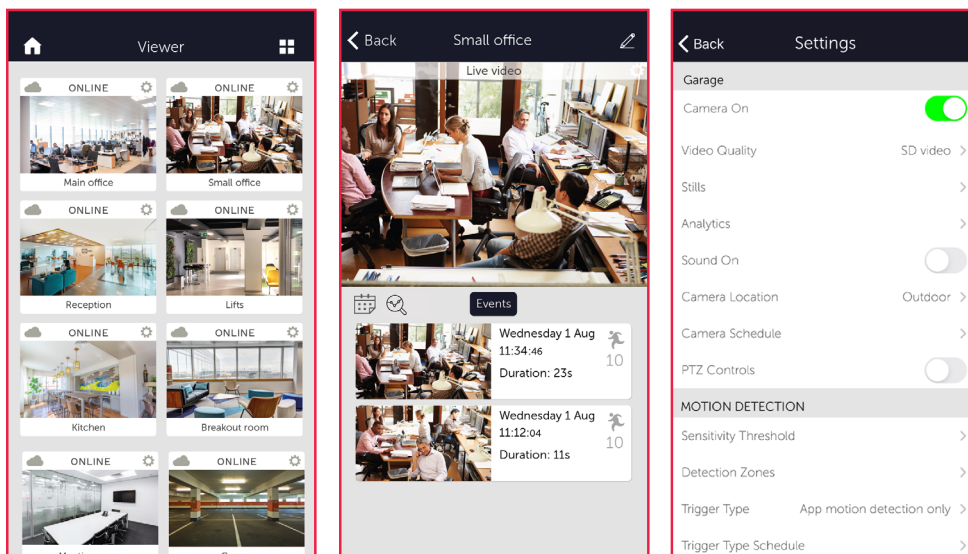 Viewer
ONLINE
ONLINE
Main office
Small office
ONLINE
ONLINE
Reception
Lifts
ONLINE
ONLINE
Kitchen
Breakout room
ONLINE
ONLINE
Back
Small office
Live video
Events
Wednesday 1 Aug
11:34:46
10
Duration: 23s
Wednesday 1 Aug
11:12:04
10
Duration: 11s
Back
Settings
Garage
Camera On
Video Quality SD video
Stills
Analytics
Sound On
Camera Location Outdoor
Camera Schedule
PTZ Controls
MOTION DETECTION
Sensitivity Threshold
Detection Zones
Trigger Type App motion detection only
Trigger Type Schedule